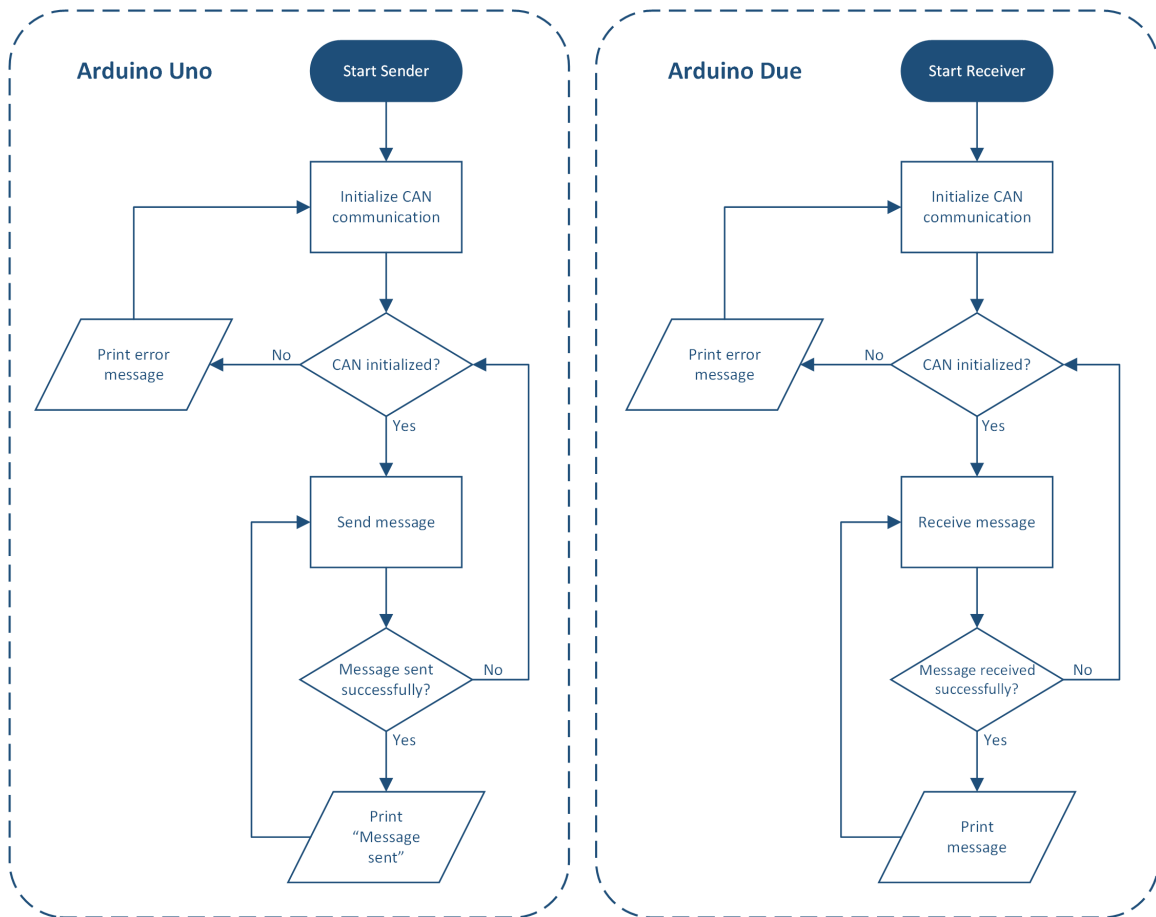 Arduino Uno
Start Sender
Initialize CAN
communication
CAN initialized?
No
Print error
message
Yes
Send message
Message sent
successfully?
No
Yes
Print
“Message
sent”
Arduino Due
Start Receiver
Initialize CAN
communication
CAN initialized?
No
Print error
message
Yes
Receive message
Message received
successfully?
No
Yes
Print
message